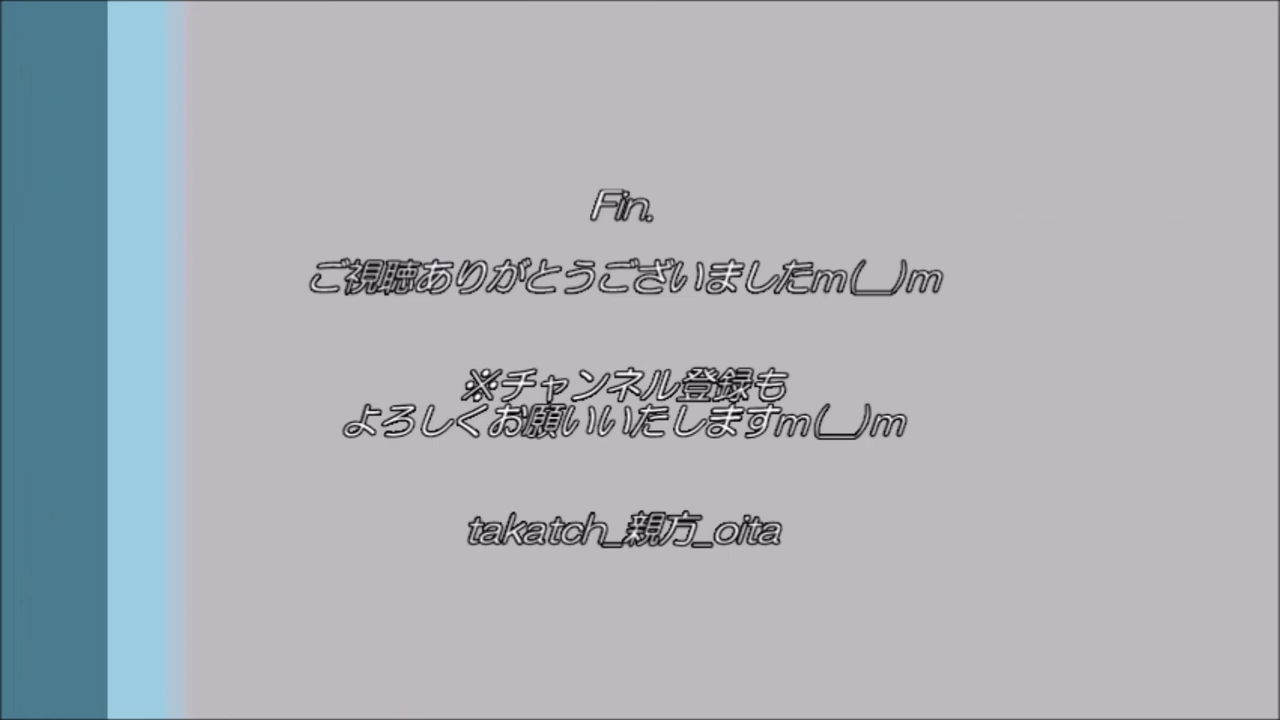 Fin.
ご視聴ありがとうございましたm(__)m
※チャンネル登録も
よろしくお願いいたしますm(__)m
takatch_親方_oita